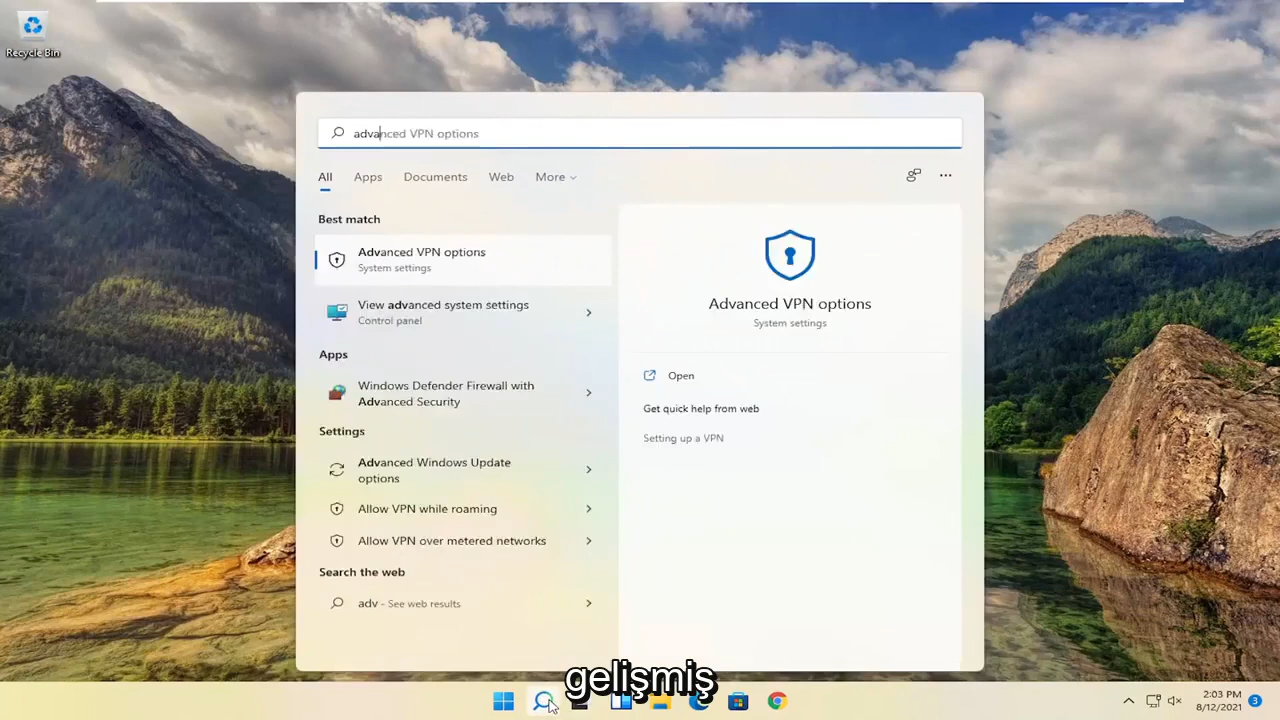 Recycle Bin
advanced VPN options
All Apps Documents Web More
Best match
Advanced VPN options
System settings
View advanced system settings
Control panel
Apps
Windows Defender Firewall with
Advanced Security
Settings
Advanced Windows Update
options
Allow VPN while roaming
Allow VPN over metered networks
Search the web
adv - See web results
Advanced VPN options
System settings
Open
Get quick help from web
Setting up a VPN
gelişmiş
2:03 PM
8/12/2021
3